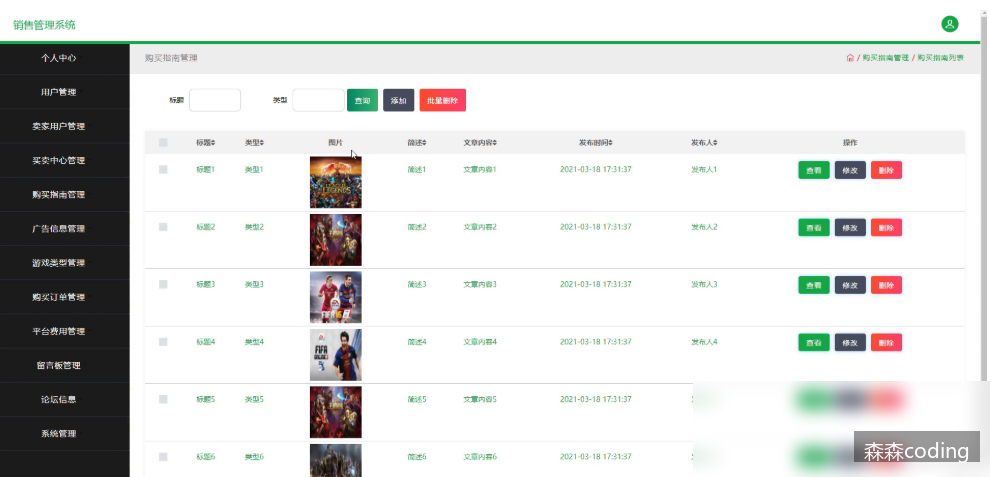 销售管理系统
个人中心
用户管理
卖家用户管理
买卖中心管理
购买指南管理
广告信息管理
游戏类型管理
购买订单管理
平台费用管理
留言板管理
论坛信息
系统管理
购买指南管理
/ 购买指南管理 / 购买指南列表
标题 类型 查询 添加 批量删除
标题 类型 图片 简述 文章内容 发布时间 发布人 操作
标题1 类型1 简述1 文章内容1 2021-03-18 17:31:37 发布人1 查看 修改 删除
LEGENDS
标题2 类型2 简述2 文章内容2 2021-03-18 17:31:37 发布人2 查看 修改 删除
标题3 类型3 简述3 文章内容3 2021-03-18 17:31:37 发布人3 查看 修改 删除
FIFA 16
标题4 类型4 简述4 文章内容4 2021-03-18 17:31:37 发布人4 查看 修改 删除
FIFA
标题5 类型5 简述5 文章内容5 2021-03-18 17:31:37
标题6 类型6 简述6 文章内容6 2021-03-18 17:31:37
森森coding